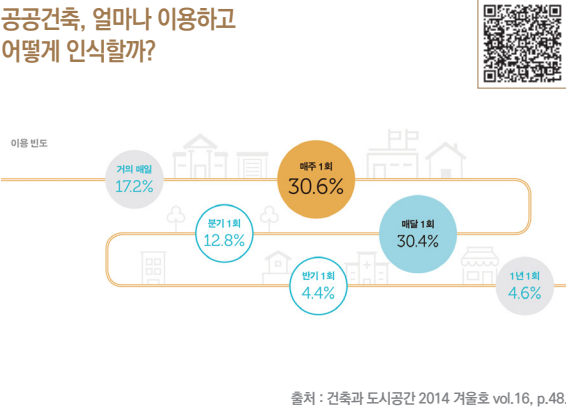 공공건축, 얼마나 이용하고
어떻게 인식할까?
이용 빈도
거의 매일
17.2%
매주 1회
30.6%
분기 1회
12.8%
매달 1회
30.4%
반기 1회
4.4%
1년 1회
4.6%
출처 : 건축과 도시공간 2014 겨울호 vol.16, p.48.